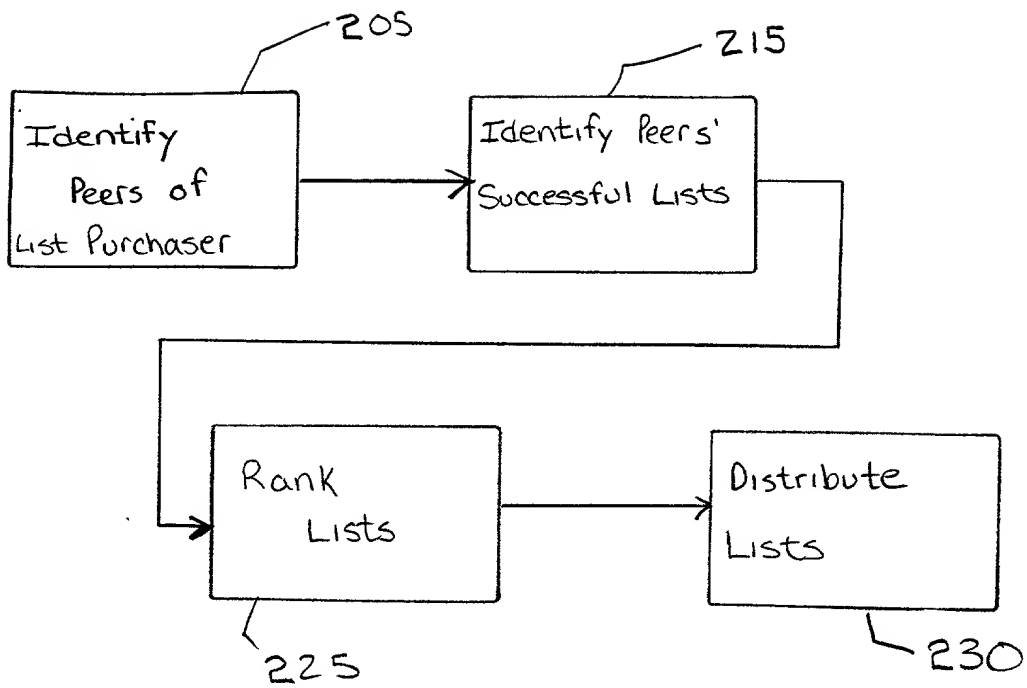 205
Identify
Peers of
List Purchaser
215
Identify Peers'
Successful Lists
Rank
Lists
225
Distribute
Lists
230